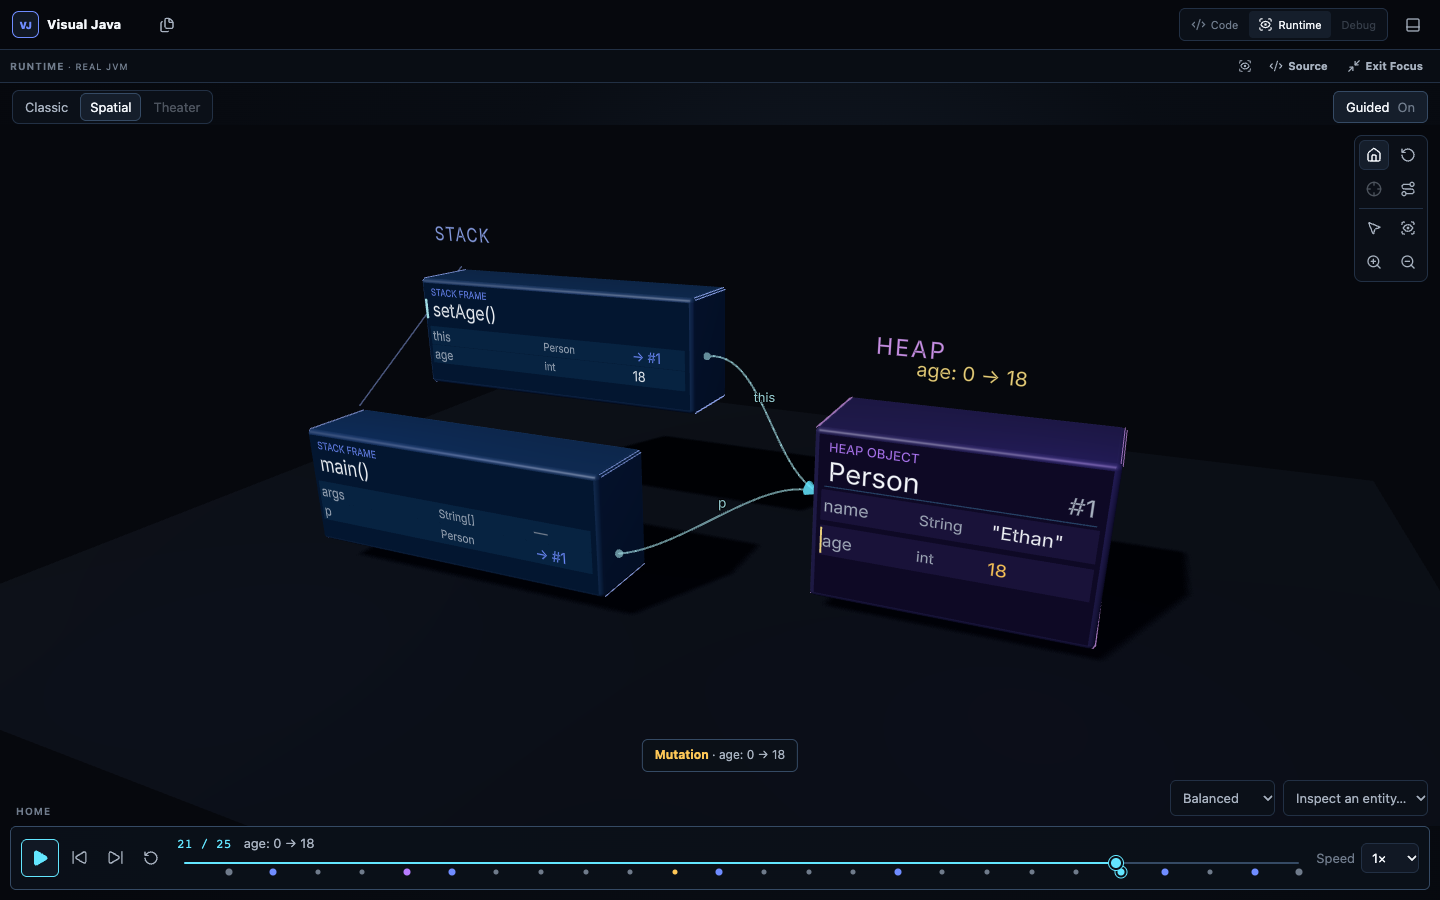 VJ Visual Java
Code Runtime Debug
RUNTIME · REAL JVM
Source Exit Focus
Classic Spatial Theater
Guided On
STACK
STACK FRAME
setAge()
this Person → #1
age int 18
this
HEAP
age: 0 → 18
STACK FRAME
main()
args String[] —
p Person → #1
p
HEAP OBJECT
Person
#1
name String "Ethan"
age int 18
Mutation · age: 0 → 18
Balanced
Inspect an entity...
HOME
21 / 25 age: 0 → 18
Speed 1×